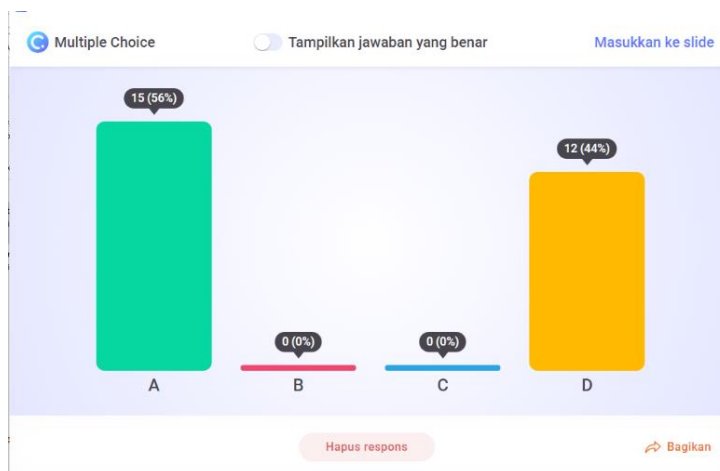 Multiple Choice
Tampilkan jawaban yang benar
Masukkan ke slide
15 (56%)
12 (44%)
0 (0%)
0 (0%)
A
B
C
D
Hapus respons
Bagikan